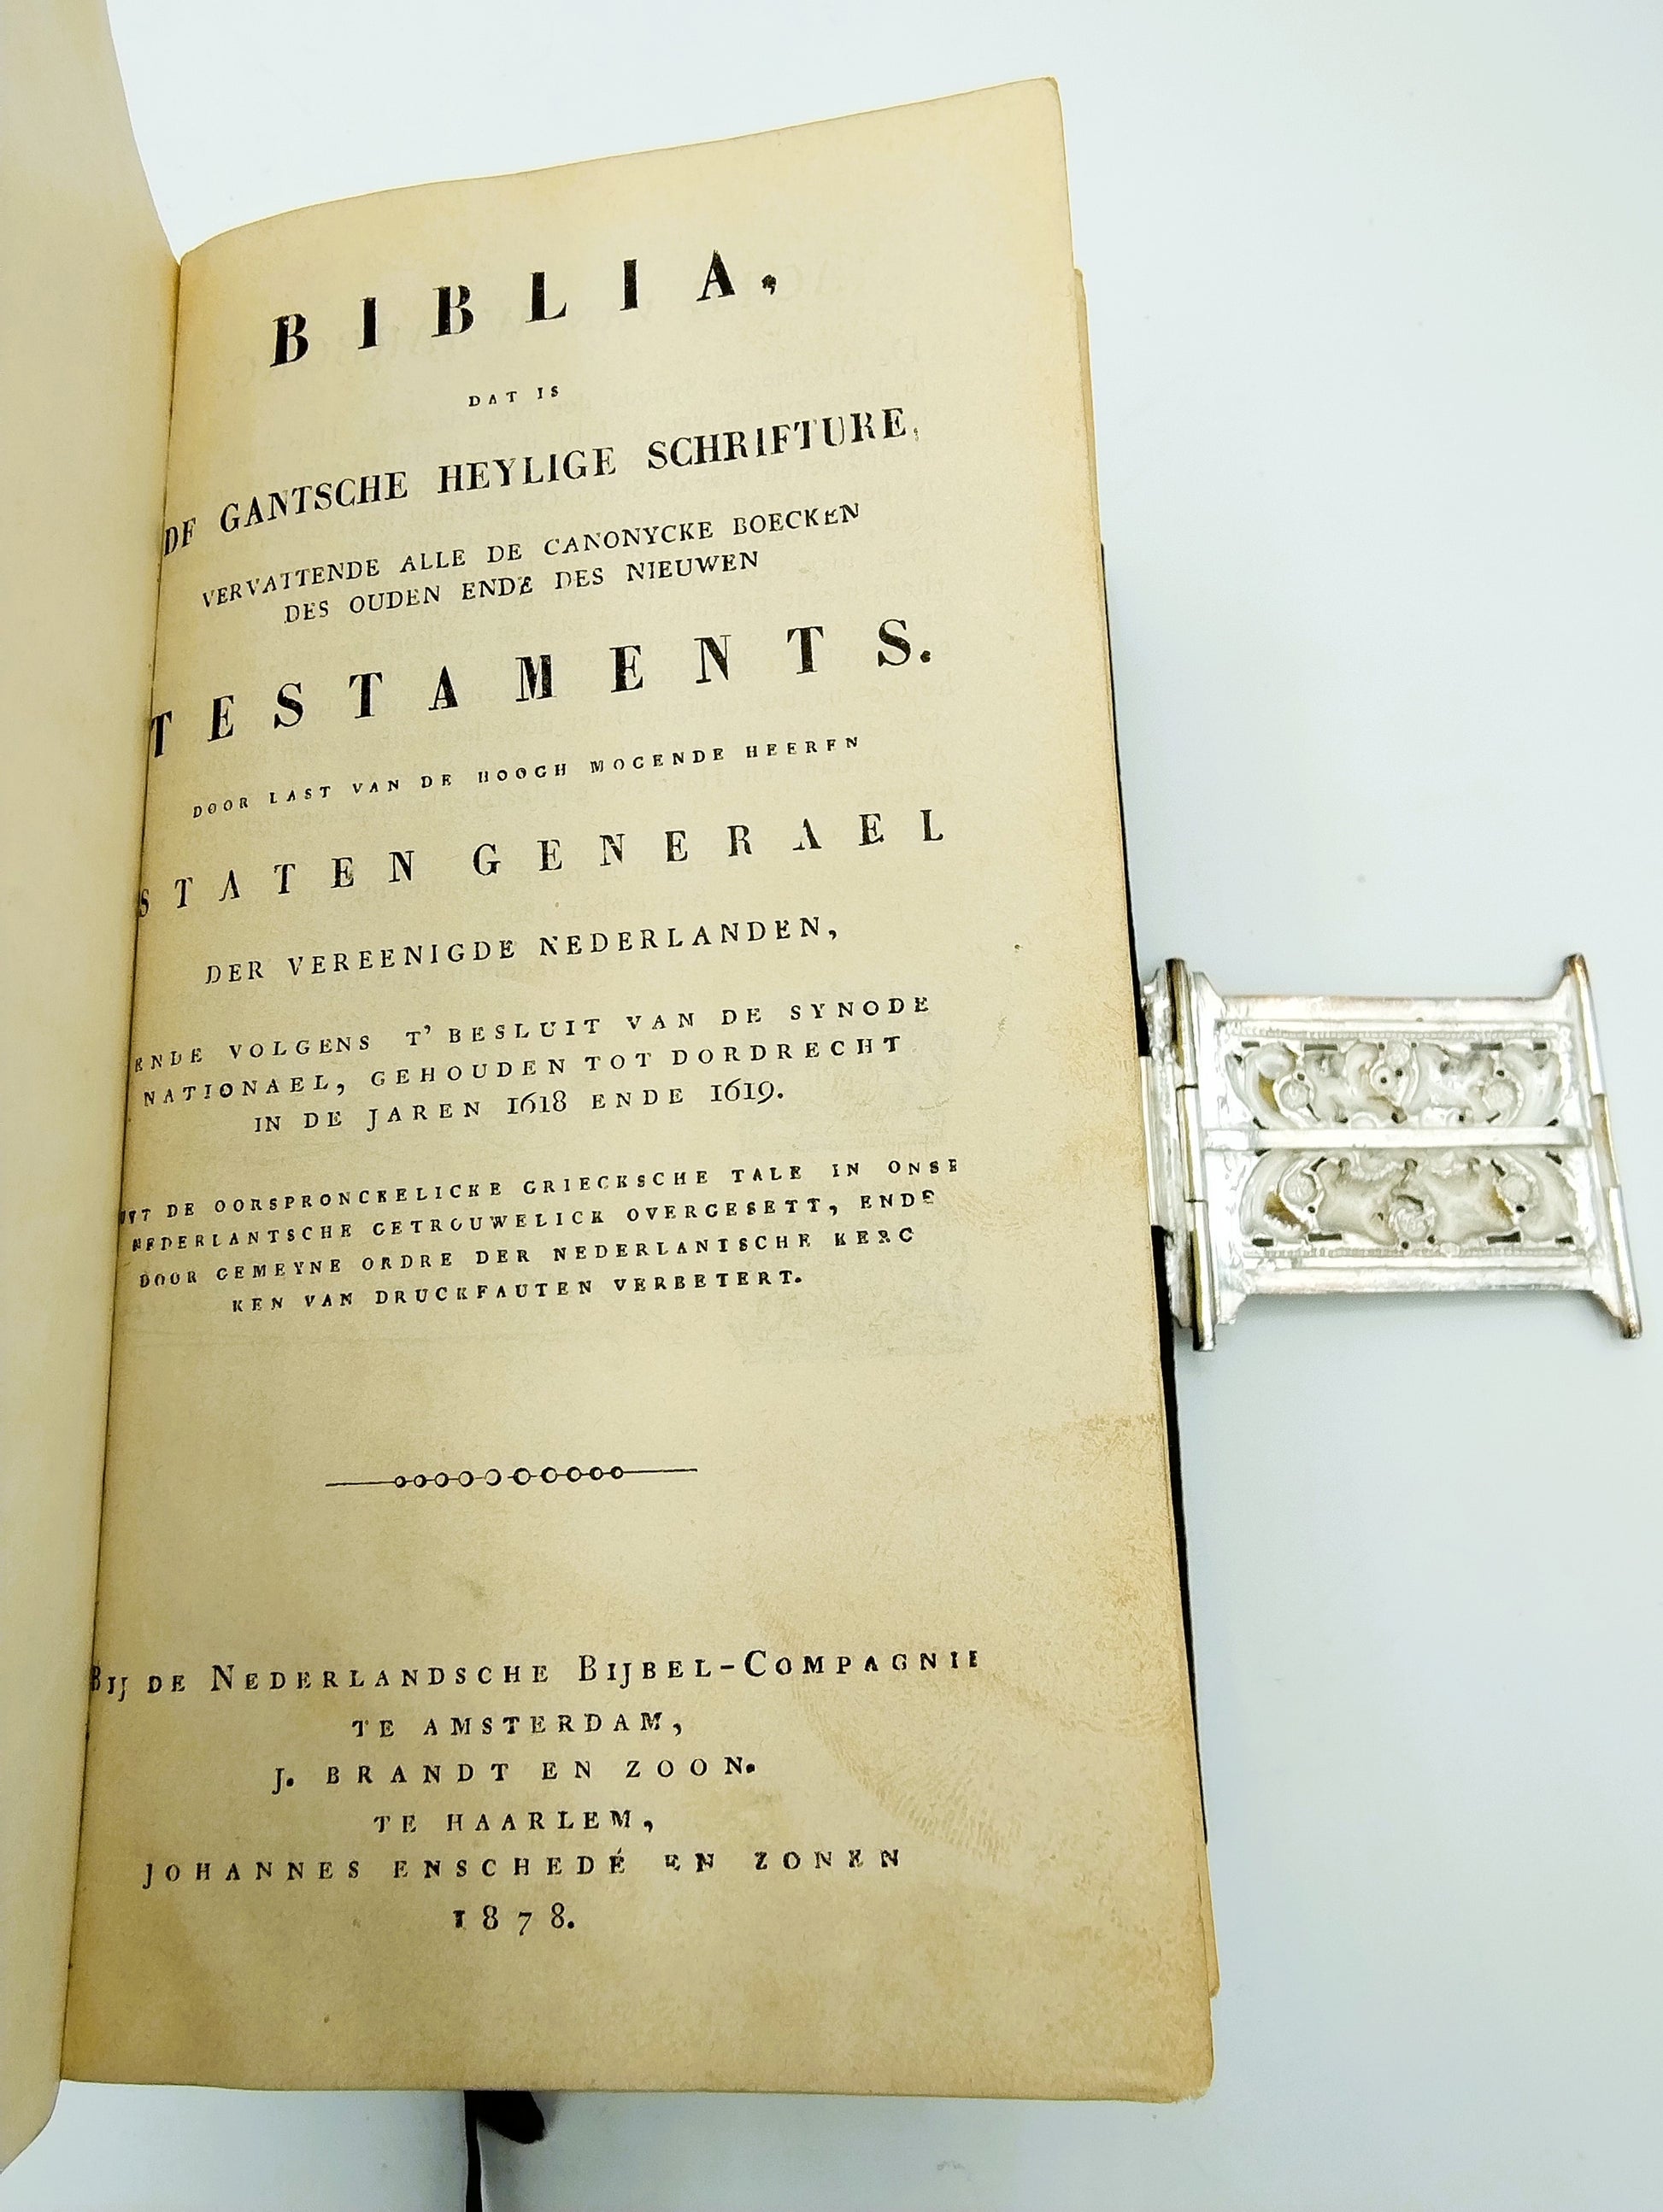 BIBLIA,
DAT IS
DE GANTSCHE HEYLIGE SCHRIFTURE,
VERVATTENDE ALLE DE CANONYCKE BOECKEN
DES OUDEN ENDE DES NIEUWEN
TESTAMENTS.
DOOR LAST VAN DE HOOGH MOGENDE HEEREN
STATEN GENERAEL
DER VEREENIGDE NEDERLANDEN,
ENDE VOLGENS T' BESLUIT VAN DE SYNODE
NATIONAEL, GEHOUDEN TOT DORDRECHT
IN DE JAREN 1618 ENDE 1619.
UYT DE OORSPRONCKELICKE GRIECKSCHE TALE IN ONSE
NEDERLANTSCHE GETROUWELICK OVERGESETT, ENDE
DOOR GEMEYNE ORDRE DER NEDERLANTSCHE KERC
KEN VAN DRUCKFAUTEN VERBETERT.
BIJ DE NEDERLANDSCHE BIJBEL-COMPAGNIE
TE AMSTERDAM,
J. BRANDT EN ZOON.
TE HAARLEM,
JOHANNES ENSCHEDÉ EN ZONEN
1878.